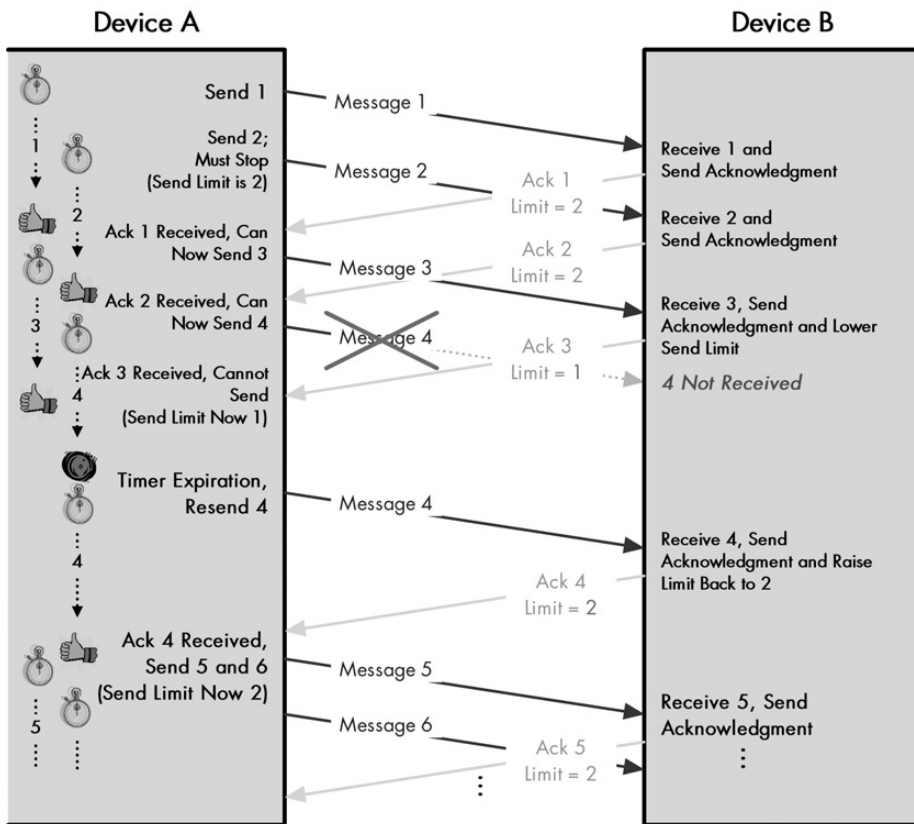 Device A
Device B
Send 1
Message 1
1
Send 2;
Must Stop
(Send Limit is 2)
Message 2
Receive 1 and
Send Acknowledgment
Ack 1
Limit = 2
2
Receive 2 and
Send Acknowledgment
Ack 1 Received, Can
Now Send 3
Ack 2
Limit = 2
Message 3
3
Ack 2 Received, Can
Now Send 4
Receive 3, Send
Acknowledgment and Lower
Send Limit
Message 4
Ack 3
Limit = 1
4 Not Received
4
Ack 3 Received, Cannot
Send
(Send Limit Now 1)
Timer Expiration,
Resend 4
Message 4
4
Receive 4, Send
Acknowledgment and Raise
Limit Back to 2
Ack 4
Limit = 2
Ack 4 Received,
Send 5 and 6
(Send Limit Now 2)
Message 5
5
Receive 5, Send
Acknowledgment
Message 6
Ack 5
Limit = 2